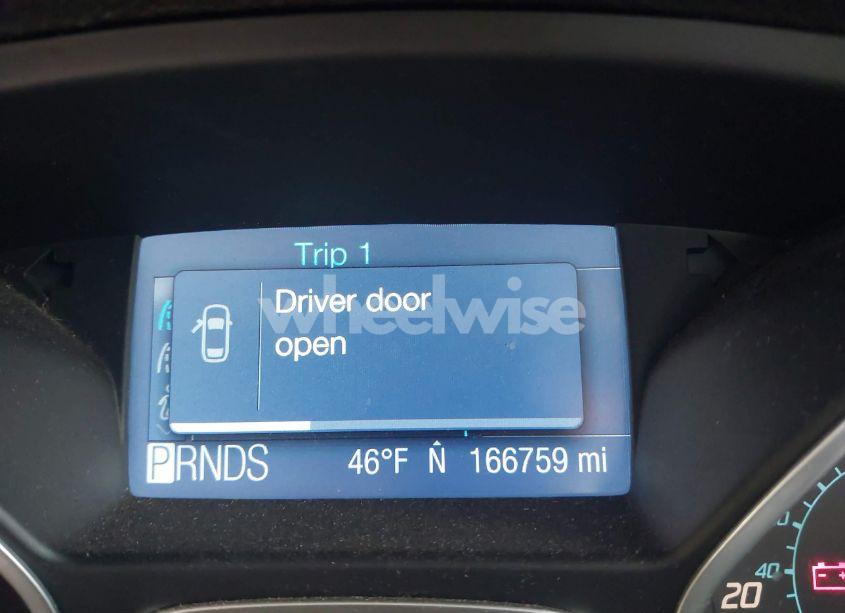 Trip 1
Driver door
open
wheelwise
PRNDS 46°F N 166759 mi
40
20